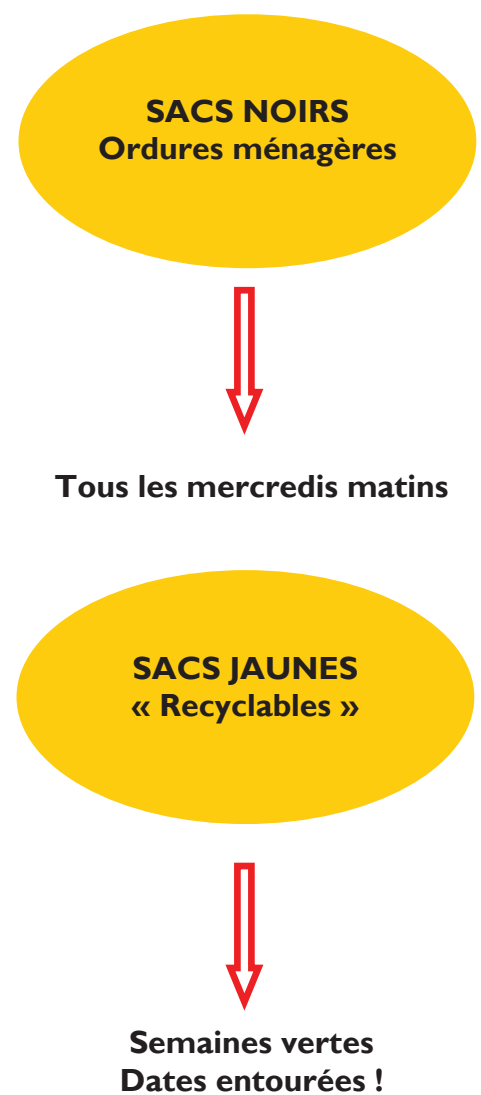 SACS NOIRS
Ordures ménagères
Tous les mercredis matins
SACS JAUNES
« Recyclables »
Semaines vertes
Dates entourées !